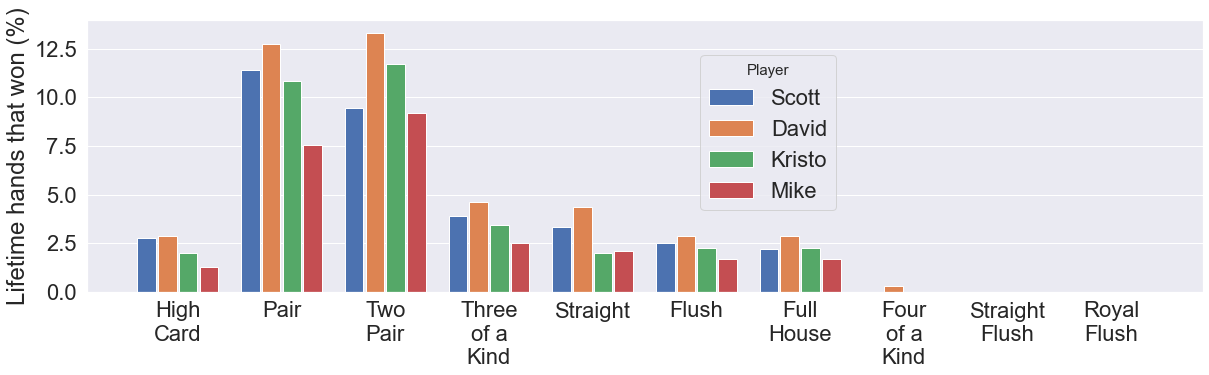 Lifetime hands that won (%)
12.5
10.0
7.5
5.0
2.5
0.0
Player
Scott
David
Kristo
Mike
High
Card
Pair
Two
Pair
Three
of a
Kind
Straight
Flush
Full
House
Four
of a
Kind
Straight
Flush
Royal
Flush